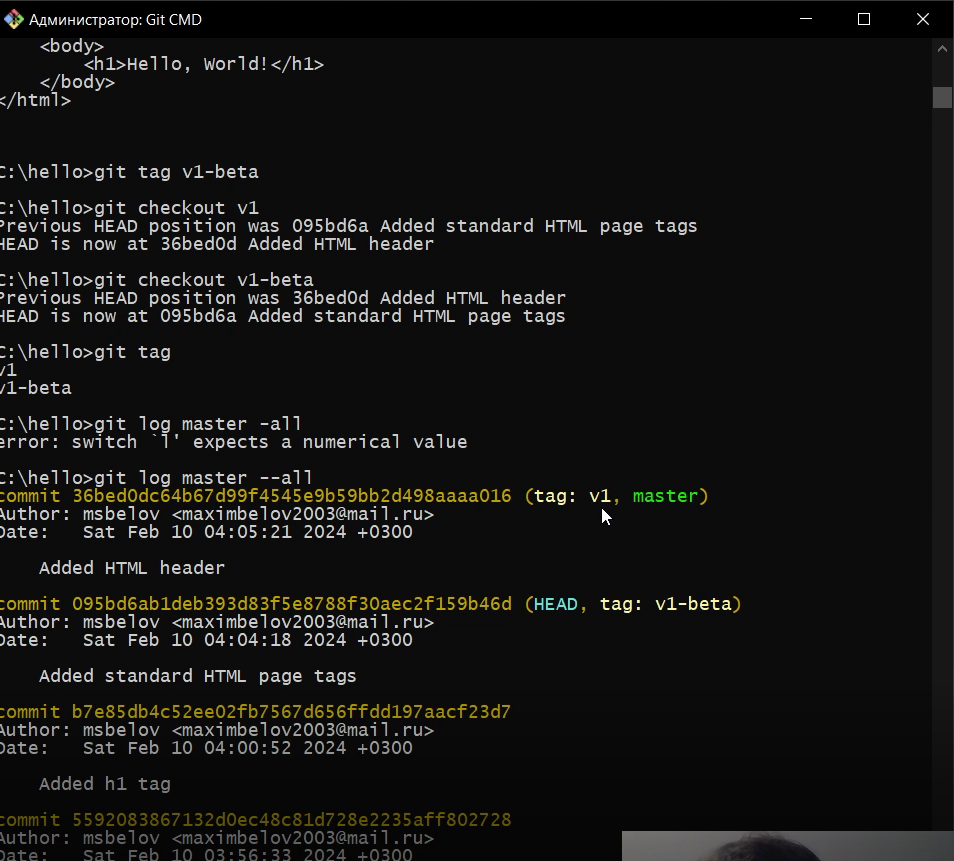 Администратор: Git CMD
<body>
<h1>Hello, World!</h1>
</body>
</html>
C:\hello>git tag v1-beta
C:\hello>git checkout v1
Previous HEAD position was 095bd6a Added standard HTML page tags
HEAD is now at 36bed0d Added HTML header
C:\hello>git checkout v1-beta
Previous HEAD position was 36bed0d Added HTML header
HEAD is now at 095bd6a Added standard HTML page tags
C:\hello>git tag
v1
v1-beta
C:\hello>git log master -all
error: switch `l' expects a numerical value
C:\hello>git log master --all
commit 36bed0dc64b67d99f4545e9b59bb2d498aaaa016 (tag: v1, master)
Author: msbelov <maximbelov2003@mail.ru>
Date:   Sat Feb 10 04:05:21 2024 +0300
Added HTML header
commit 095bd6ab1deb393d83f5e8788f30aec2f159b46d (HEAD, tag: v1-beta)
Author: msbelov <maximbelov2003@mail.ru>
Date:   Sat Feb 10 04:04:18 2024 +0300
Added standard HTML page tags
commit b7e85db4c52ee02fb7567d656ffdd197aacf23d7
Author: msbelov <maximbelov2003@mail.ru>
Date:   Sat Feb 10 04:00:52 2024 +0300
Added h1 tag
commit 5592083867132d0ec48c81d728e2235aff802728
Author: msbelov <maximbelov2003@mail.ru>
Date:   Sat Feb 10 03:56:33 2024 +0300